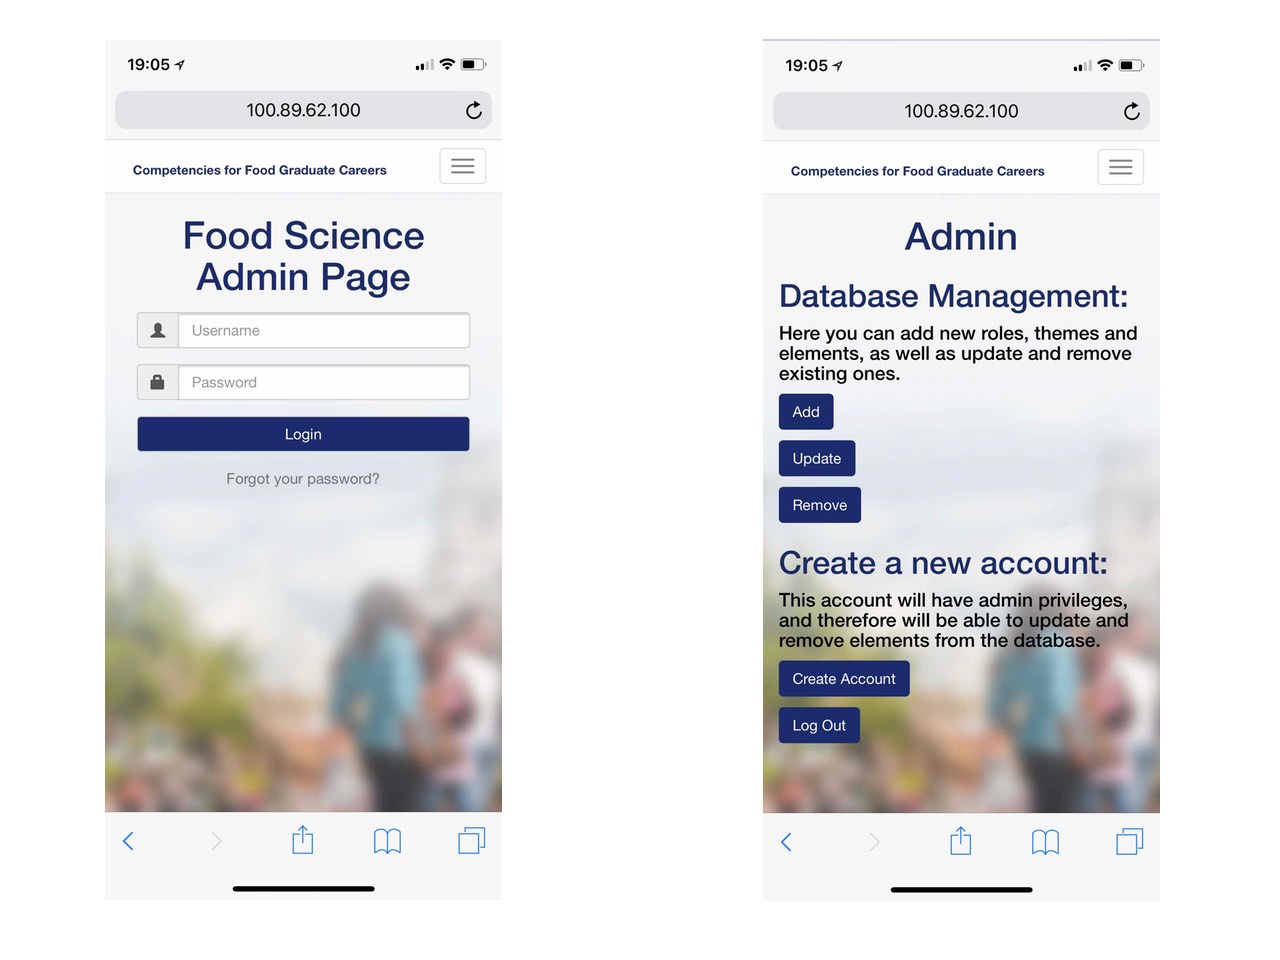 19:05
100.89.62.100
Competencies for Food Graduate Careers
Food Science
Admin Page
Username
Password
Login
Forgot your password?
19:05
100.89.62.100
Competencies for Food Graduate Careers
Admin
Database Management:
Here you can add new roles, themes and
elements, as well as update and remove
existing ones.
Add
Update
Remove
Create a new account:
This account will have admin privileges,
and therefore will be able to update and
remove elements from the database.
Create Account
Log Out